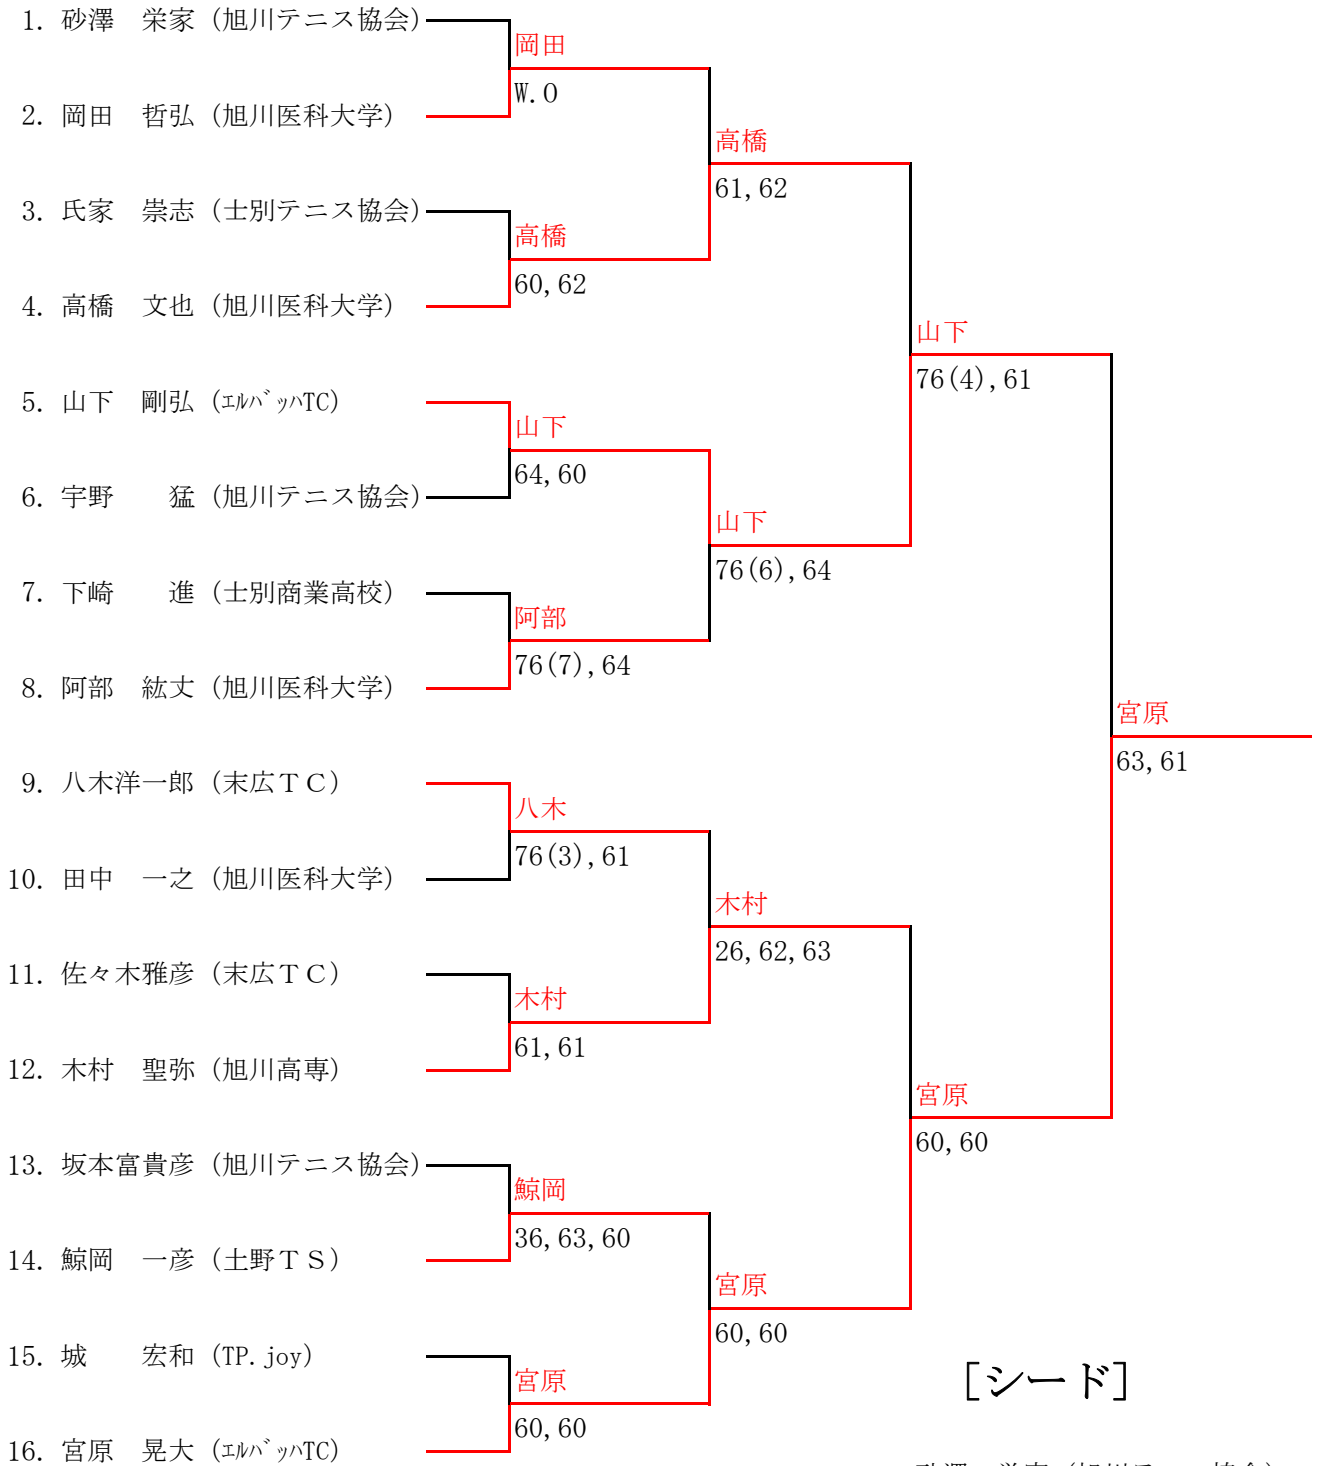 1. 砂澤　栄家 (旭川テニス協会)
岡田
W.O
2. 岡田　哲弘 (旭川医科大学)
高橋
61,62
3. 氏家　崇志 (士別テニス協会)
高橋
60,62
4. 高橋　文也 (旭川医科大学)
山下
76(4),61
5. 山下　剛弘 (ｴﾙﾊﾞｯﾊTC)
山下
64,60
6. 宇野　　猛 (旭川テニス協会)
山下
76(6),64
7. 下崎　　進 (士別商業高校)
阿部
76(7),64
8. 阿部　紘丈 (旭川医科大学)
宮原
63,61
9. 八木洋一郎 (末広ＴＣ)
八木
76(3),61
10. 田中　一之 (旭川医科大学)
木村
26,62,63
11. 佐々木雅彦 (末広ＴＣ)
木村
61,61
12. 木村　聖弥 (旭川高専)
宮原
60,60
13. 坂本富貴彦 (旭川テニス協会)
鯨岡
36,63,60
14. 鯨岡　一彦 (土野ＴＳ)
宮原
60,60
15. 城　　宏和 (TP.joy)
[シード]
宮原
60,60
16. 宮原　晃大 (ｴﾙﾊﾞｯﾊTC)